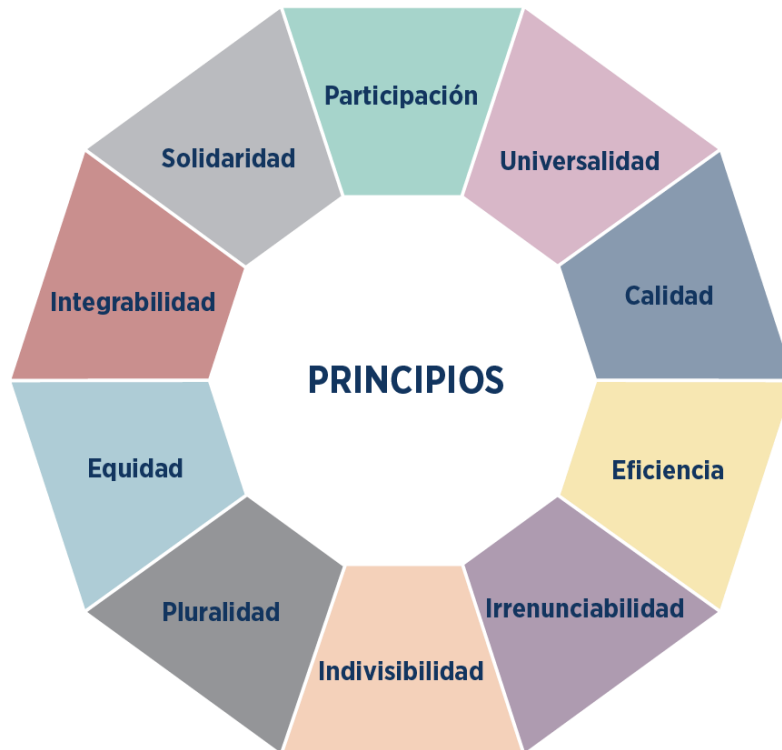 Participación
Universalidad
Calidad
Eficiencia
Irrenunciabilidad
Indivisibilidad
Pluralidad
Equidad
Integrabilidad
Solidaridad
PRINCIPIOS